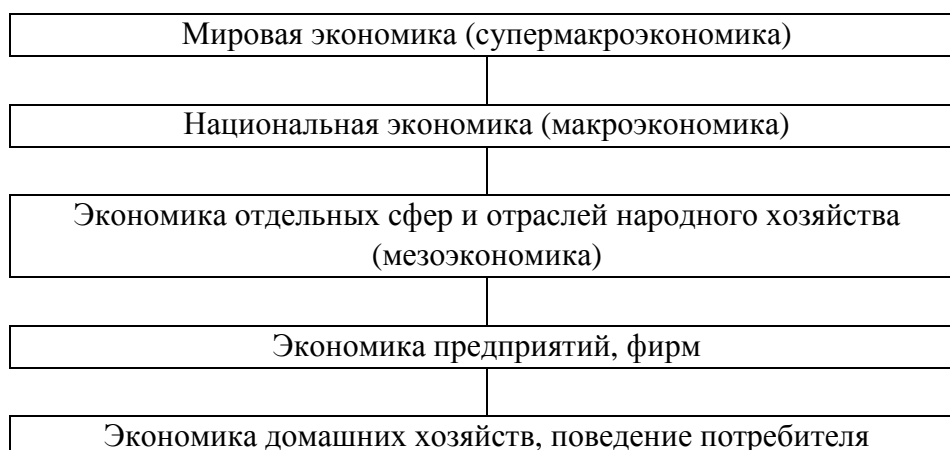 Мировая экономика (супермакроэкономика)
Национальная экономика (макроэкономика)
Экономика отдельных сфер и отраслей народного хозяйства
(мезоэкономика)
Экономика предприятий, фирм
Экономика домашних хозяйств, поведение потребителя